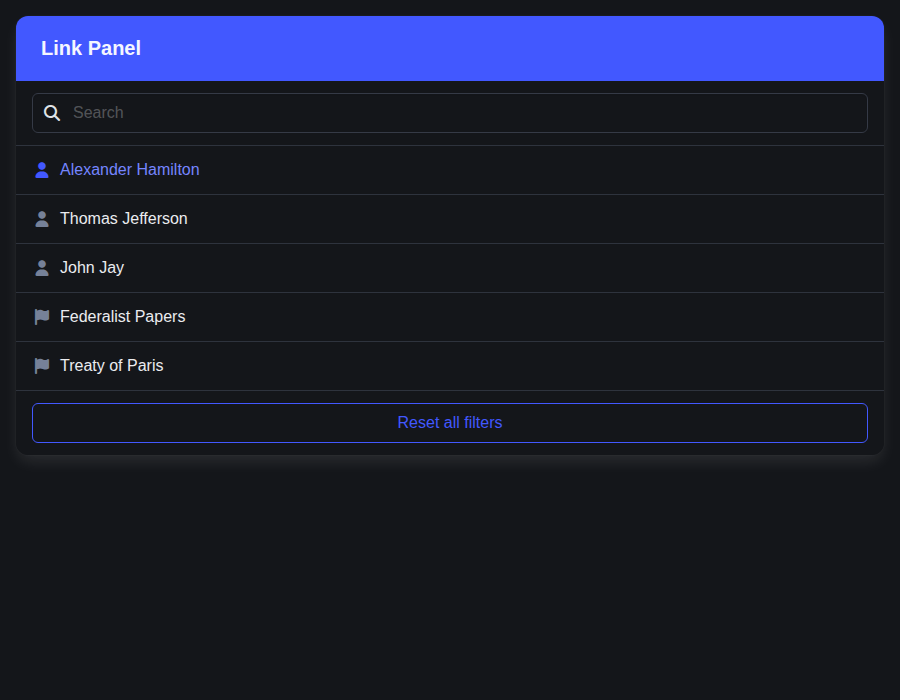 Link Panel
Search
Alexander Hamilton
Thomas Jefferson
John Jay
Federalist Papers
Treaty of Paris
Reset all filters